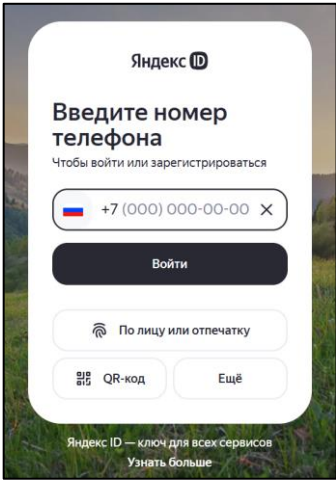 Яндекс ID
Введите номер
телефона
Чтобы войти или зарегистрироваться
+7 (000) 000-00-00
Войти
По лицу или отпечатку
QR-код
Ещё
Яндекс ID — ключ для всех сервисов
Узнать больше